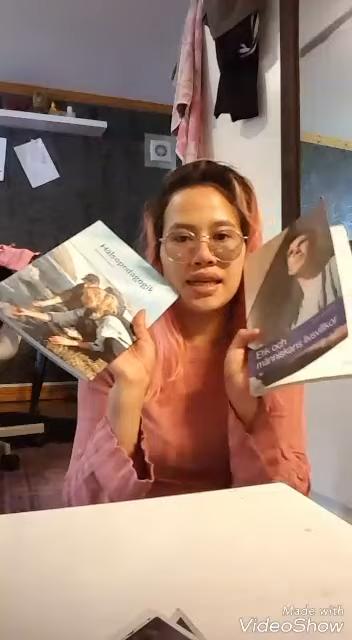 Hälsopedagogik
Etik och
människans livsvillkor
Made with
VideoShow